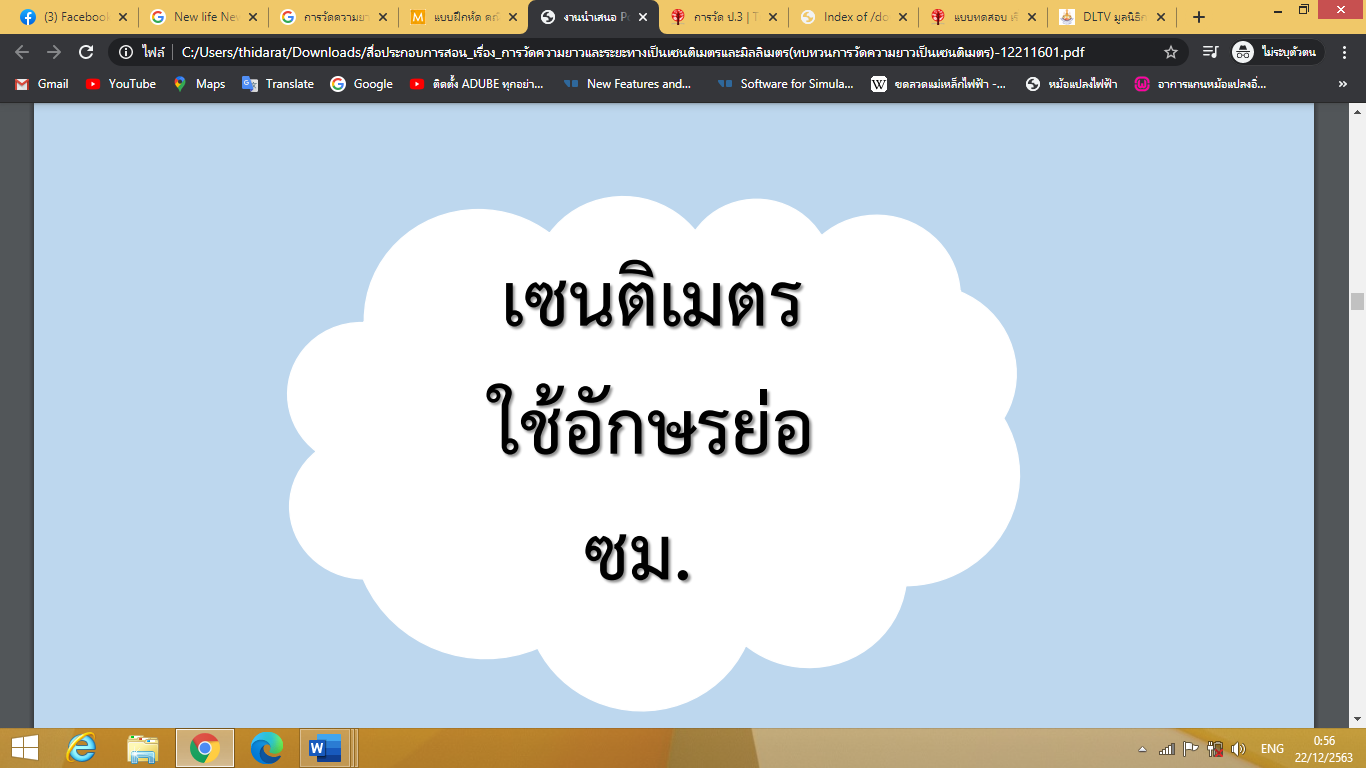 (3) Facebook
New life Nev
การวัดความยา
แบบฝึกหัด คณิ
งานนำเสนอ Po
การวัด ป.3 | T
Index of /do
แบบทดสอบ เรื
DLTV มูลนิธิก
ไฟล์ C:/Users/thidarat/Downloads/สื่อประกอบการสอน_เรื่อง_การวัดความยาวและระยะทางเป็นเซนติเมตรและมิลลิเมตร(ทบทวนการวัดความยาวเป็นเซนติเมตร)-12211601.pdf ไม่ระบุตัวตน
Gmail YouTube Maps Translate Google ติดตั้ง ADUBE ทุกอย่า... New Features and... Software for Simula... ขดลวดแม่เหล็กไฟฟ้า -... หม้อแปลงไฟฟ้า อาการแกนหม้อแปลงอิ่...
เซนติเมตร
ใช้อักษรย่อ
ซม.
ENG
0:56
22/12/2563